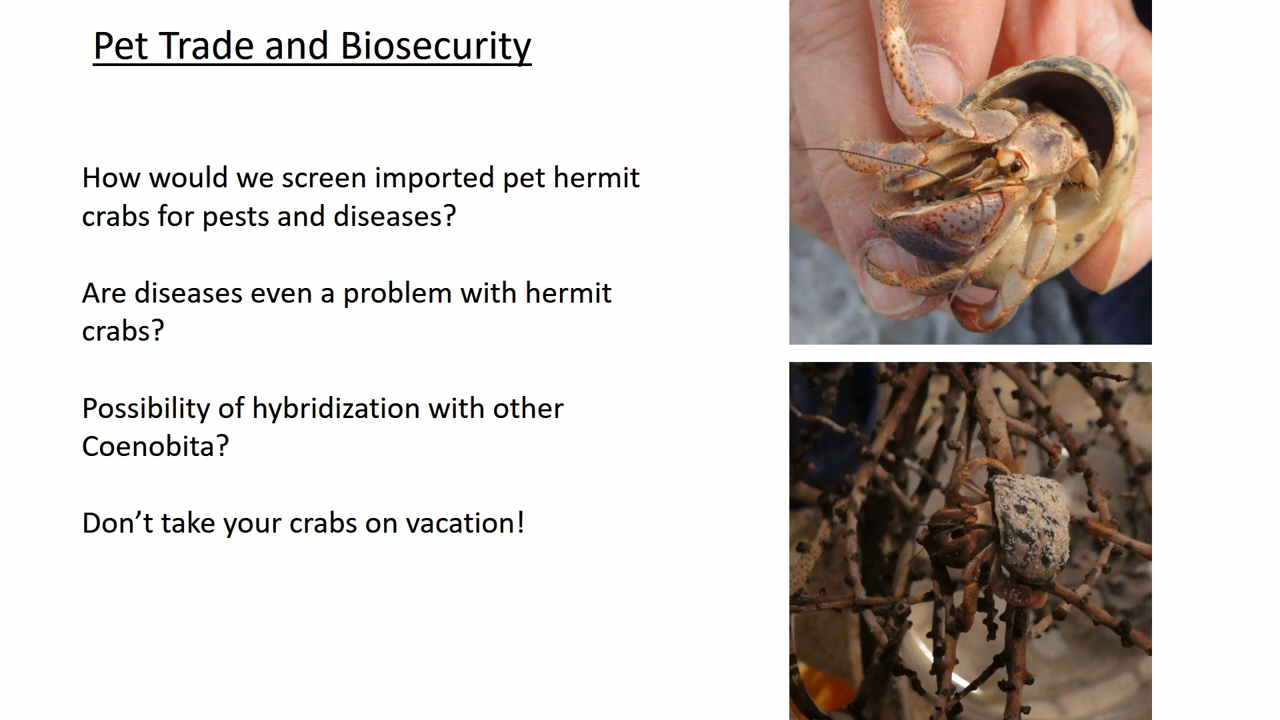 Pet Trade and Biosecurity
How would we screen imported pet hermit
crabs for pests and diseases?
Are diseases even a problem with hermit
crabs?
Possibility of hybridization with other
Coenobita?
Don’t take your crabs on vacation!